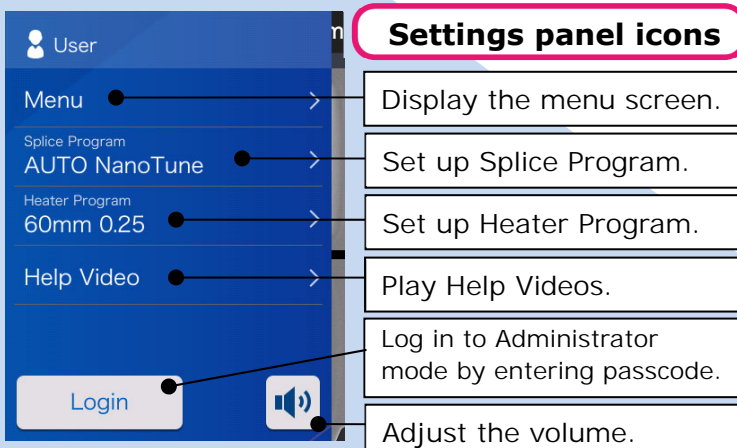 User
m
Settings panel icons
Menu
Display the menu screen.
Splice Program
AUTO NanoTune
Set up Splice Program.
Heater Program
60mm 0.25
Set up Heater Program.
Help Video
Play Help Videos.
Log in to Administrator
mode by entering passcode.
Login
Adjust the volume.